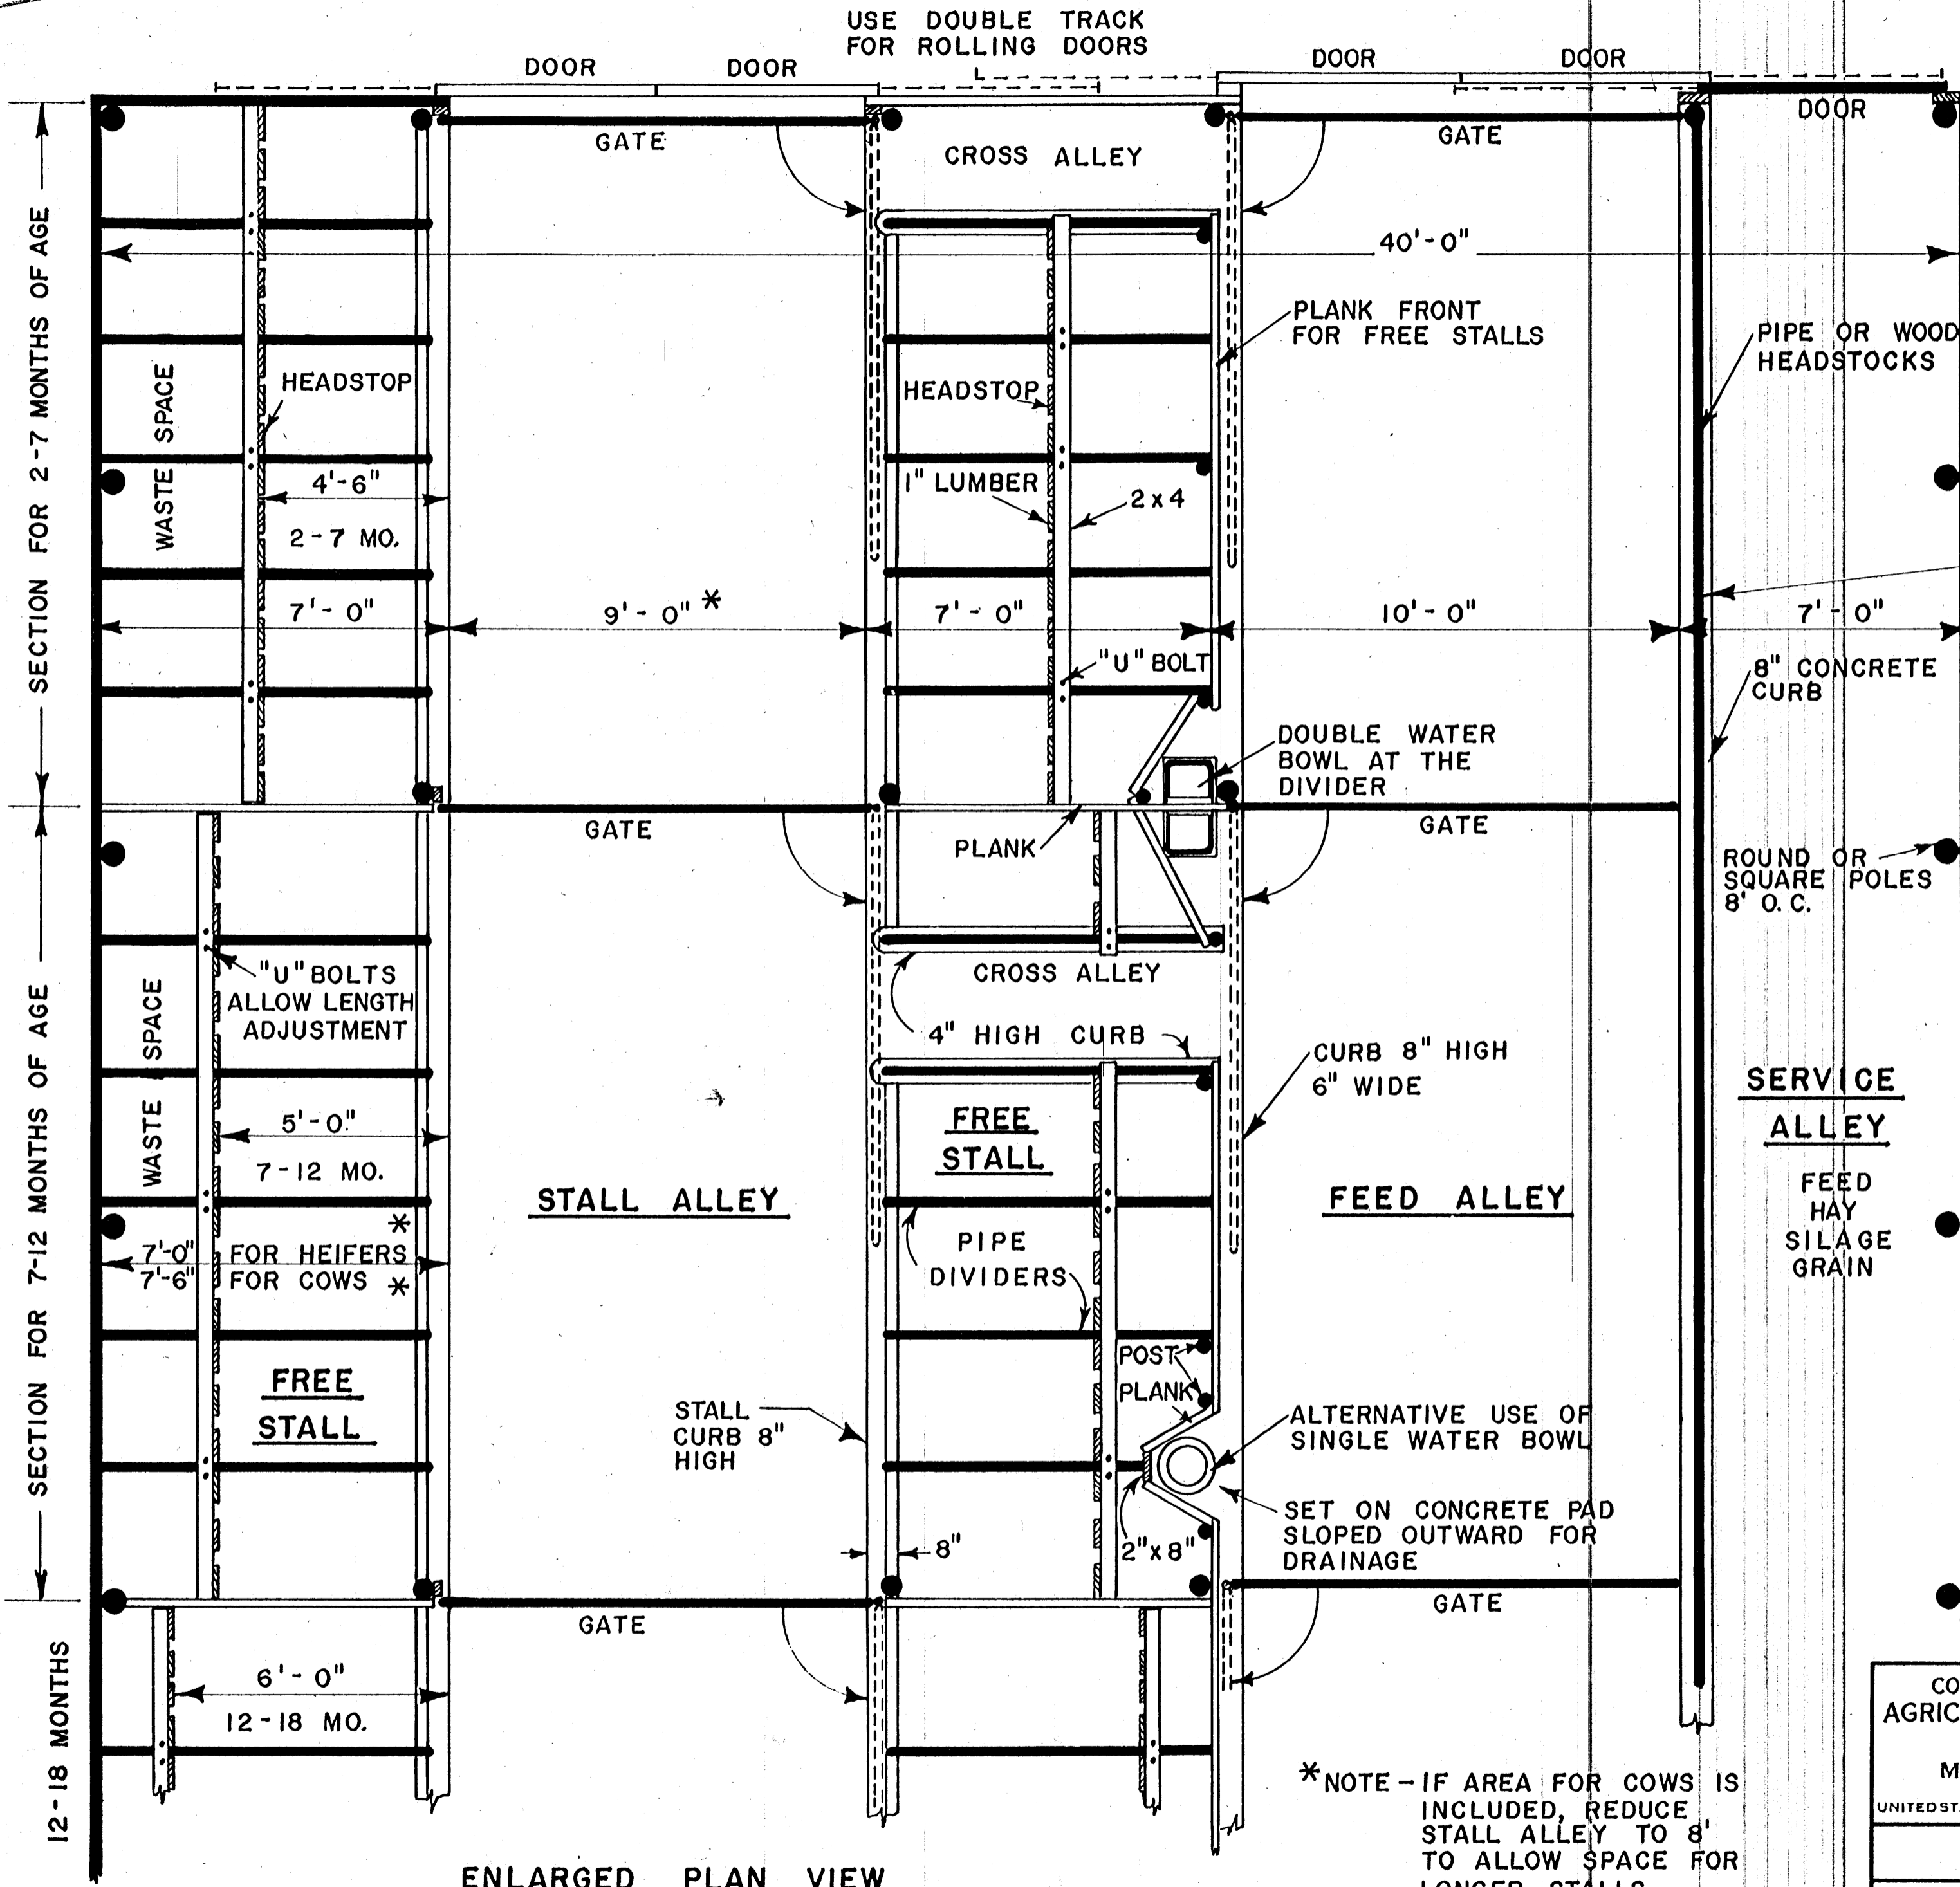 USE DOUBLE TRACK
FOR ROLLING DOORS
DOOR
DOOR
DOOR
DOOR
DOOR
GATE
CROSS ALLEY
GATE
SECTION FOR 2-7 MONTHS OF AGE
40'-0"
PLANK FRONT
FOR FREE STALLS
PIPE OR WOOD
HEADSTOCKS
WASTE SPACE
HEADSTOP
HEADSTOP
4'-6"
2-7 MO.
1" LUMBER
2x4
7'-0"
9'-0" *
7'-0"
10'-0"
7'-0"
"U" BOLT
8" CONCRETE
CURB
DOUBLE WATER
BOWL AT THE
DIVIDER
GATE
PLANK
GATE
ROUND OR
SQUARE POLES
8' O.C.
SECTION FOR 7-12 MONTHS OF AGE
WASTE SPACE
"U" BOLTS
ALLOW LENGTH
ADJUSTMENT
CROSS ALLEY
4" HIGH CURB
CURB 8" HIGH
6" WIDE
SERVICE
ALLEY
FEED
HAY
SILAGE
GRAIN
5'-0"
7-12 MO.
FREE
STALL
STALL ALLEY
FEED ALLEY
*
7'-0" FOR HEIFERS
7'-6" FOR COWS *
PIPE
DIVIDERS
FREE
STALL
POST
PLANK
STALL
CURB 8"
HIGH
ALTERNATIVE USE OF
SINGLE WATER BOWL
SET ON CONCRETE PAD
SLOPED OUTWARD FOR
DRAINAGE
8"
2"x8"
GATE
GATE
12-18 MONTHS
6'-0"
12-18 MO.
*NOTE-IF AREA FOR COWS IS
INCLUDED, REDUCE
STALL ALLEY TO 8'
TO ALLOW SPACE FOR
LONGER STALLS
ENLARGED PLAN VIEW
CO
AGRIC
M
UNITED ST